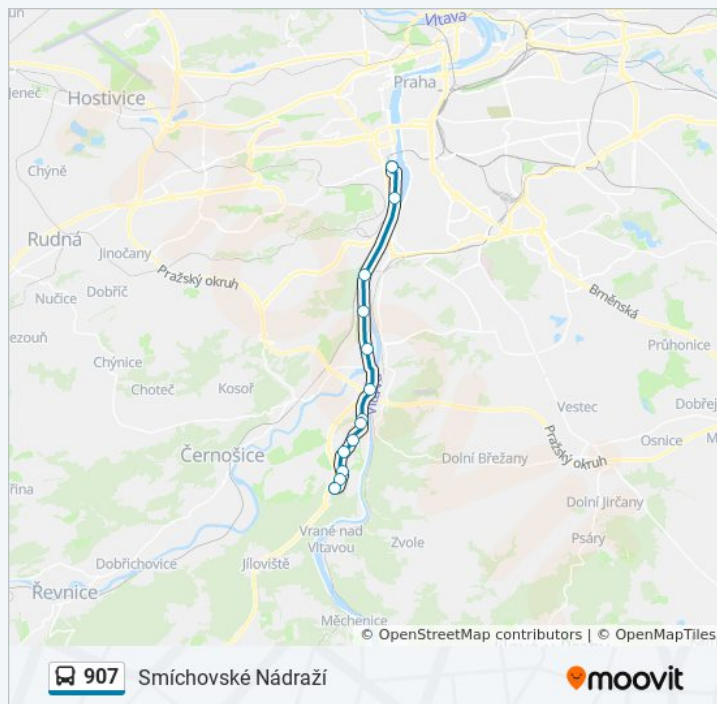 Vltava
Praha
Jeneč
Hostivice
Chýně
Rudná
Jinočany
Pražský okruh
Dobříč
Nučice
Brněnská
Průhonice
Chýnice
Choteč
Kosoř
Vltava
Vestec
Dobřej
Osnice
Černošice
Dolní Břežany
Pražský okruh
Dolní Jirčany
Vrané nad
Vltavou
Zvole
Psáry
Jíloviště
Dobřichovice
Řevnice
Měchenice
© OpenStreetMap contributors | © OpenMapTiles
907 Smíchovské Nádraží
moovit